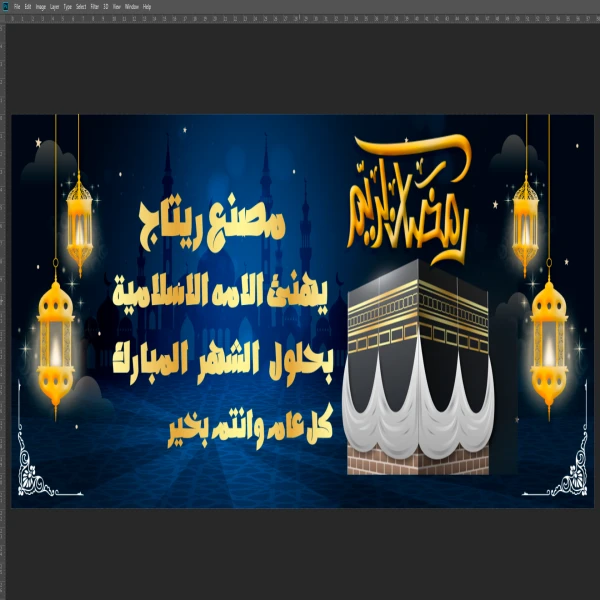 File Edit Image Layer Type Select Filter 3D View Window Help
رمضان كريم
مصنع ريتاج
يهنئ الامه الاسلامية
بحلول الشهر المبارك
كل عام وانتم بخير